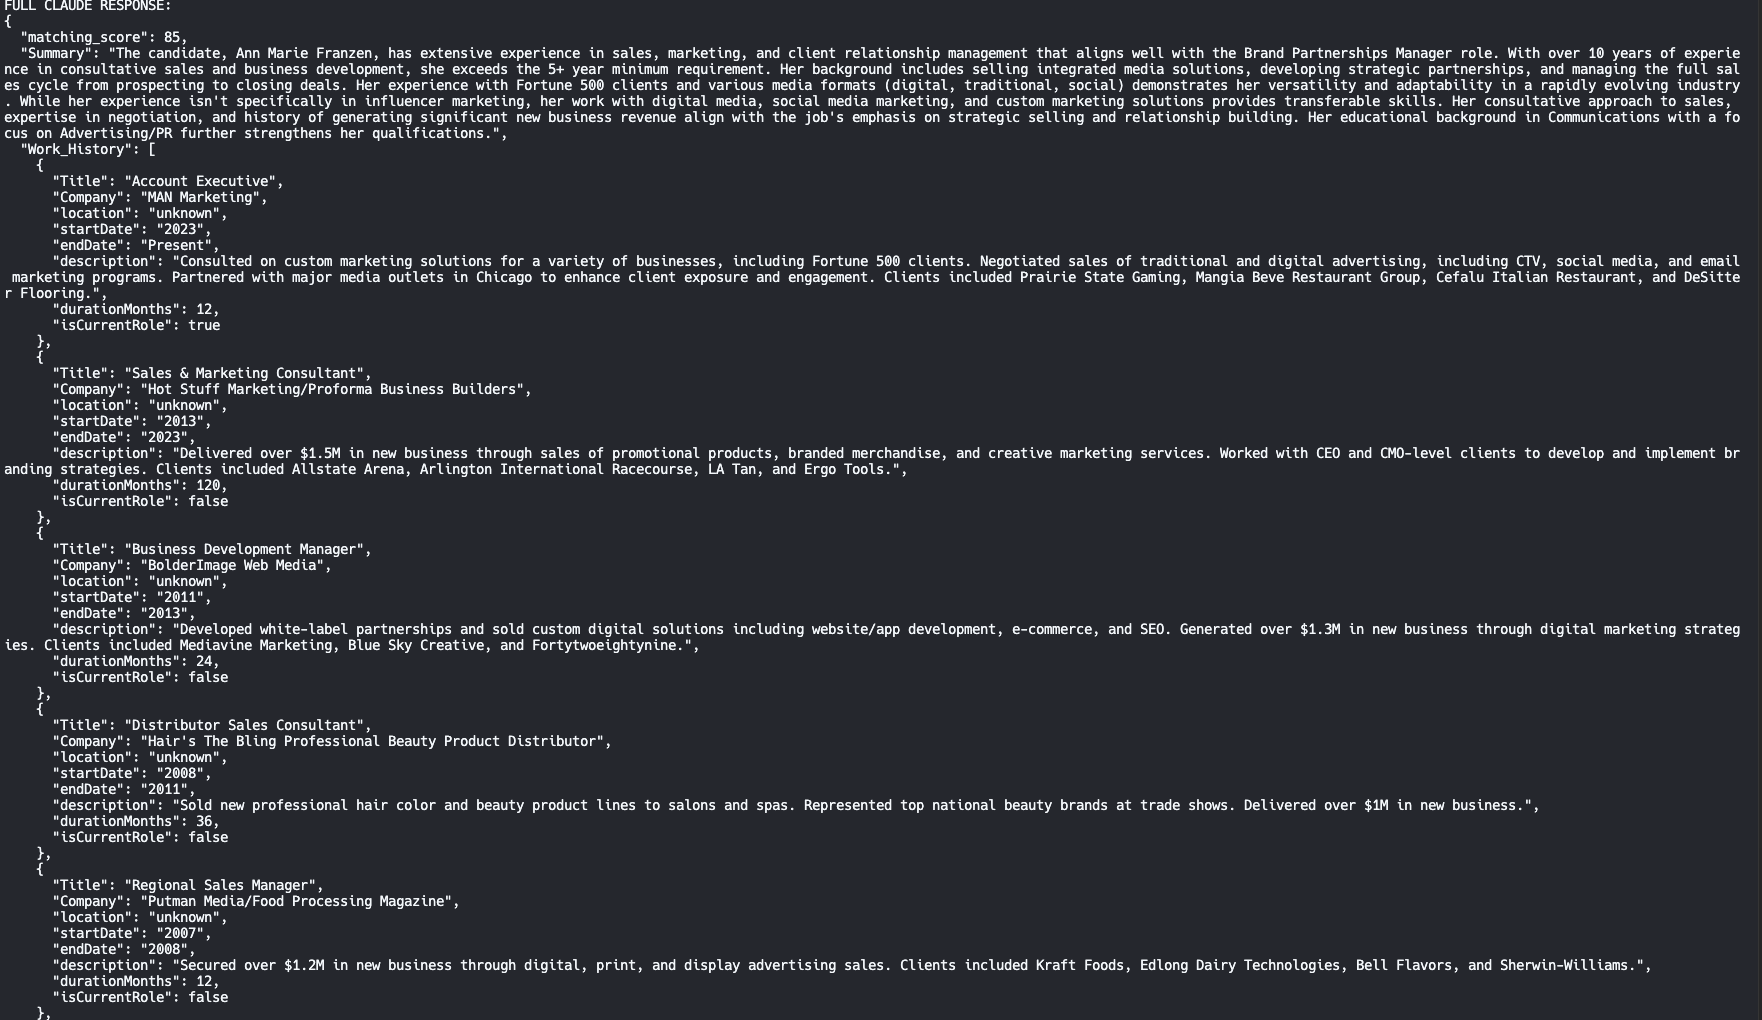 FULL CLAUDE RESPONSE:
{
  "matching_score": 85,
  "Summary": "The candidate, Ann Marie Franzen, has extensive experience in sales, marketing, and client relationship management that aligns well with the Brand Partnerships Manager role. With over 10 years of experie
nce in consultative sales and business development, she exceeds the 5+ year minimum requirement. Her background includes selling integrated media solutions, developing strategic partnerships, and managing the full sal
es cycle from prospecting to closing deals. Her experience with Fortune 500 clients and various media formats (digital, traditional, social) demonstrates her versatility and adaptability in a rapidly evolving industry
. While her experience isn't specifically in influencer marketing, her work with digital media, social media marketing, and custom marketing solutions provides transferable skills. Her consultative approach to sales,
expertise in negotiation, and history of generating significant new business revenue align with the job's emphasis on strategic selling and relationship building. Her educational background in Communications with a fo
cus on Advertising/PR further strengthens her qualifications.",
  "Work_History": [
    {
      "Title": "Account Executive",
      "Company": "MAN Marketing",
      "location": "unknown",
      "startDate": "2023",
      "endDate": "Present",
      "description": "Consulted on custom marketing solutions for a variety of businesses, including Fortune 500 clients. Negotiated sales of traditional and digital advertising, including CTV, social media, and email
 marketing programs. Partnered with major media outlets in Chicago to enhance client exposure and engagement. Clients included Prairie State Gaming, Mangia Beve Restaurant Group, Cefalu Italian Restaurant, and DeSitte
r Flooring.",
      "durationMonths": 12,
      "isCurrentRole": true
    },
    {
      "Title": "Sales & Marketing Consultant",
      "Company": "Hot Stuff Marketing/Proforma Business Builders",
      "location": "unknown",
      "startDate": "2013",
      "endDate": "2023",
      "description": "Delivered over $1.5M in new business through sales of promotional products, branded merchandise, and creative marketing services. Worked with CEO and CMO-level clients to develop and implement br
anding strategies. Clients included Allstate Arena, Arlington International Racecourse, LA Tan, and Ergo Tools.",
      "durationMonths": 120,
      "isCurrentRole": false
    },
    {
      "Title": "Business Development Manager",
      "Company": "BolderImage Web Media",
      "location": "unknown",
      "startDate": "2011",
      "endDate": "2013",
      "description": "Developed white-label partnerships and sold custom digital solutions including website/app development, e-commerce, and SEO. Generated over $1.3M in new business through digital marketing strateg
ies. Clients included Mediavine Marketing, Blue Sky Creative, and Fortytwoeightynine.",
      "durationMonths": 24,
      "isCurrentRole": false
    },
    {
      "Title": "Distributor Sales Consultant",
      "Company": "Hair's The Bling Professional Beauty Product Distributor",
      "location": "unknown",
      "startDate": "2008",
      "endDate": "2011",
      "description": "Sold new professional hair color and beauty product lines to salons and spas. Represented top national beauty brands at trade shows. Delivered over $1M in new business.",
      "durationMonths": 36,
      "isCurrentRole": false
    },
    {
      "Title": "Regional Sales Manager",
      "Company": "Putman Media/Food Processing Magazine",
      "location": "unknown",
      "startDate": "2007",
      "endDate": "2008",
      "description": "Secured over $1.2M in new business through digital, print, and display advertising sales. Clients included Kraft Foods, Edlong Dairy Technologies, Bell Flavors, and Sherwin-Williams.",
      "durationMonths": 12,
      "isCurrentRole": false
    },